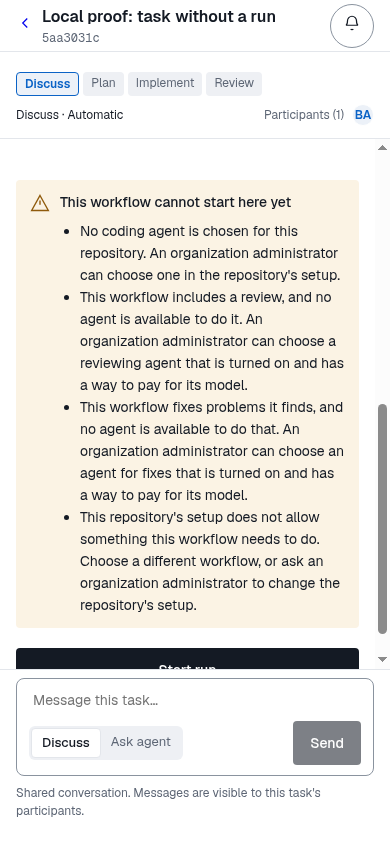 Local proof: task without a run
5aa3031c
Discuss
Plan
Implement
Review
Discuss · Automatic
Participants (1)
BA
This workflow cannot start here yet
No coding agent is chosen for this
repository. An organization administrator
can choose one in the repository's setup.
This workflow includes a review, and no
agent is available to do it. An
organization administrator can choose a
reviewing agent that is turned on and has
a way to pay for its model.
This workflow fixes problems it finds, and
no agent is available to do that. An
organization administrator can choose an
agent for fixes that is turned on and has
a way to pay for its model.
This repository's setup does not allow
something this workflow needs to do.
Choose a different workflow, or ask an
organization administrator to change the
repository's setup.
Start run
Message this task...
Discuss
Ask agent
Send
Shared conversation. Messages are visible to this task's
participants.